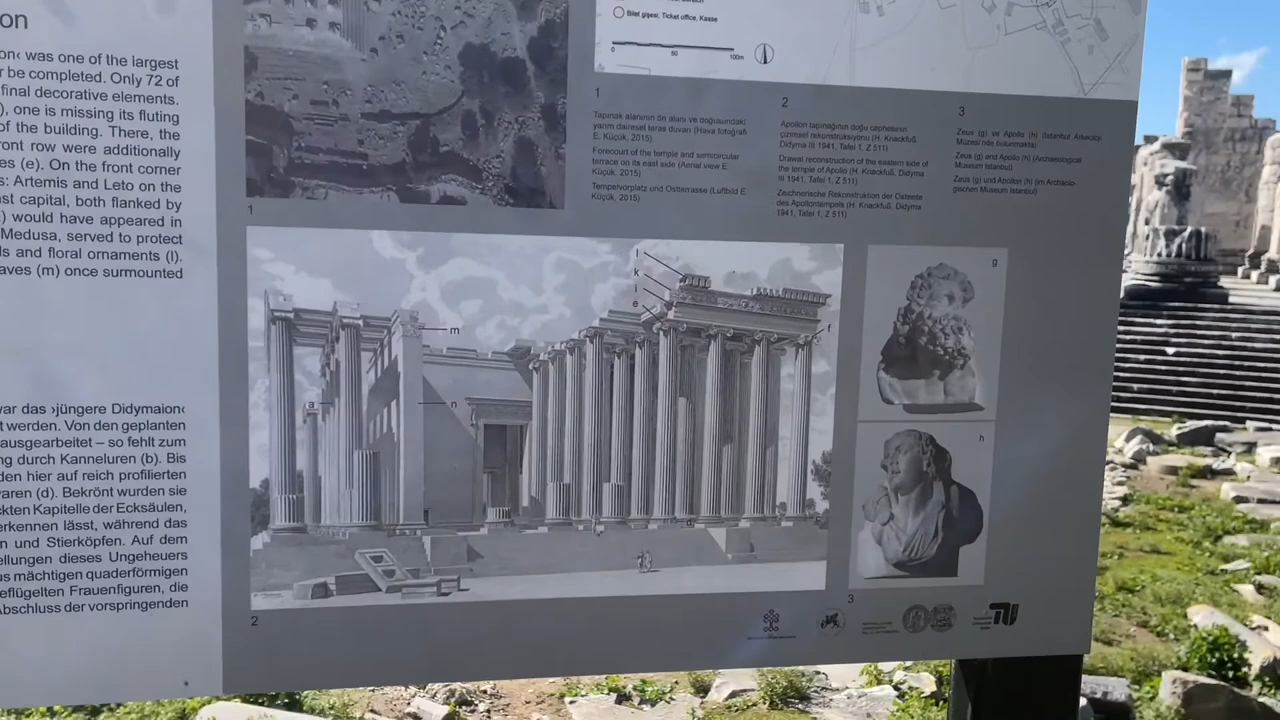 on
on‹ was one of the largest
r be completed. Only 72 of
final decorative elements.
), one is missing its fluting
of the building. There, the
ront row were additionally
es (e). On the front corner
s: Artemis and Leto on the
st capital, both flanked by
) would have appeared in
Medusa, served to protect
ls and floral ornaments (l).
aves (m) once surmounted
var das ›jüngere Didymaion‹
t werden. Von den geplanten
ausgearbeitet – so fehlt zum
ng durch Kanneluren (b). Bis
den hier auf reich profilierten
varen (d). Bekrönt wurden sie
ckten Kapitelle der Ecksäulen,
erkennen lässt, während das
n und Stierköpfen. Auf dem
ellungen dieses Ungeheuers
us mächtigen quaderförmigen
eflügelten Frauenfiguren, die
Abschluss der vorspringenden
Bilet gişesi, Ticket office, Kasse
0 50 100m
1
Tapınak alanının ön alanı ve doğusundaki
yarım dairesel teras duvarı (Hava fotoğrafı
E. Küçük, 2015)
Forecourt of the temple and semicircular
terrace on its east side (Aerial view E.
Küçük, 2015)
Tempelvorplatz und Ostterrasse (Luftbild E.
Küçük, 2015)
2
Apollon tapınağının doğu cephesinin
çizimsel rekonstrüksiyonu (H. Knackfuß,
Didyma III 1941, Tafel 1, Z 511)
Drawal reconstruction of the eastern side of
the temple of Apollo (H. Knackfuß, Didyma
III 1941, Tafel 1, Z 511)
Zeichnerische Rekonstruktion der Ostseite
des Apollontempels (H. Knackfuß, Didyma
1941, Tafel 1, Z 511)
3
Zeus (g) ve Apollo (h) (İstanbul Arkeoloji
Müzesi'nde bulunmakta)
Zeus (g) and Apollo (h) (Archaeological
Museum Istanbul)
Zeus (g) und Apollon (h) (im Archäolo-
gischen Museum Istanbul)
1
l
k
i
e
f
m
a
n
d
g
h
2
3